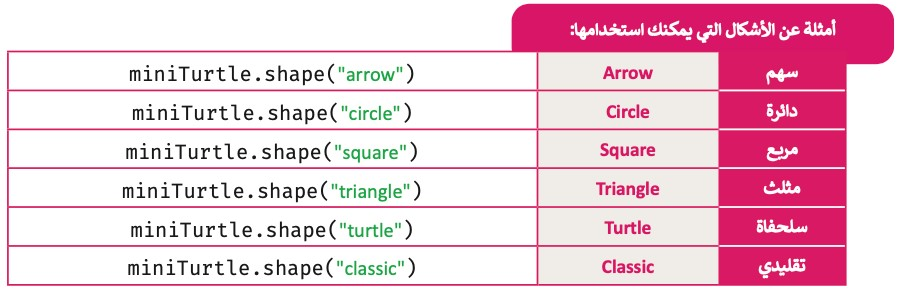 أمثلة عن الأشكال التي يمكنك استخدامها:
سهم Arrow miniTurtle.shape("arrow")
دائرة Circle miniTurtle.shape("circle")
مربع Square miniTurtle.shape("square")
مثلث Triangle miniTurtle.shape("triangle")
سلحفاة Turtle miniTurtle.shape("turtle")
تقليدي Classic miniTurtle.shape("classic")